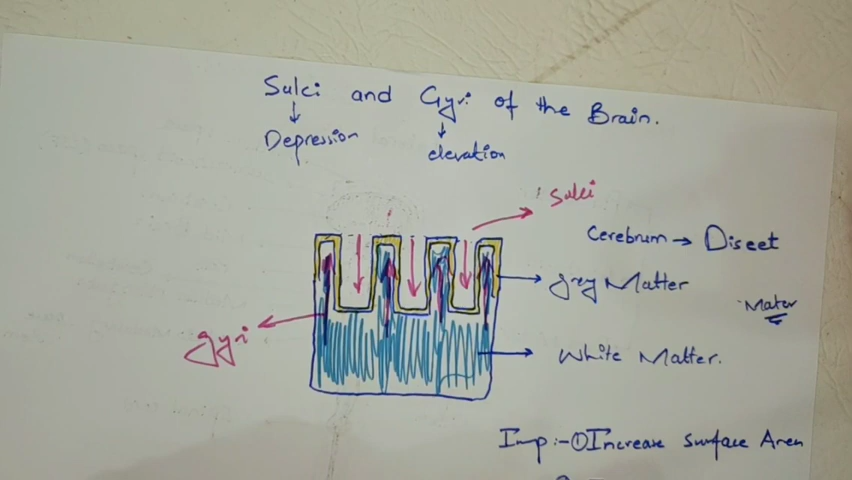 Sulci and Gyri of the Brain.
Depression
elevation
Sulci
Cerebrum → Diseet
grey Matter
Mater
gyri
White Matter.
Imp:- ① Increase Surface Area